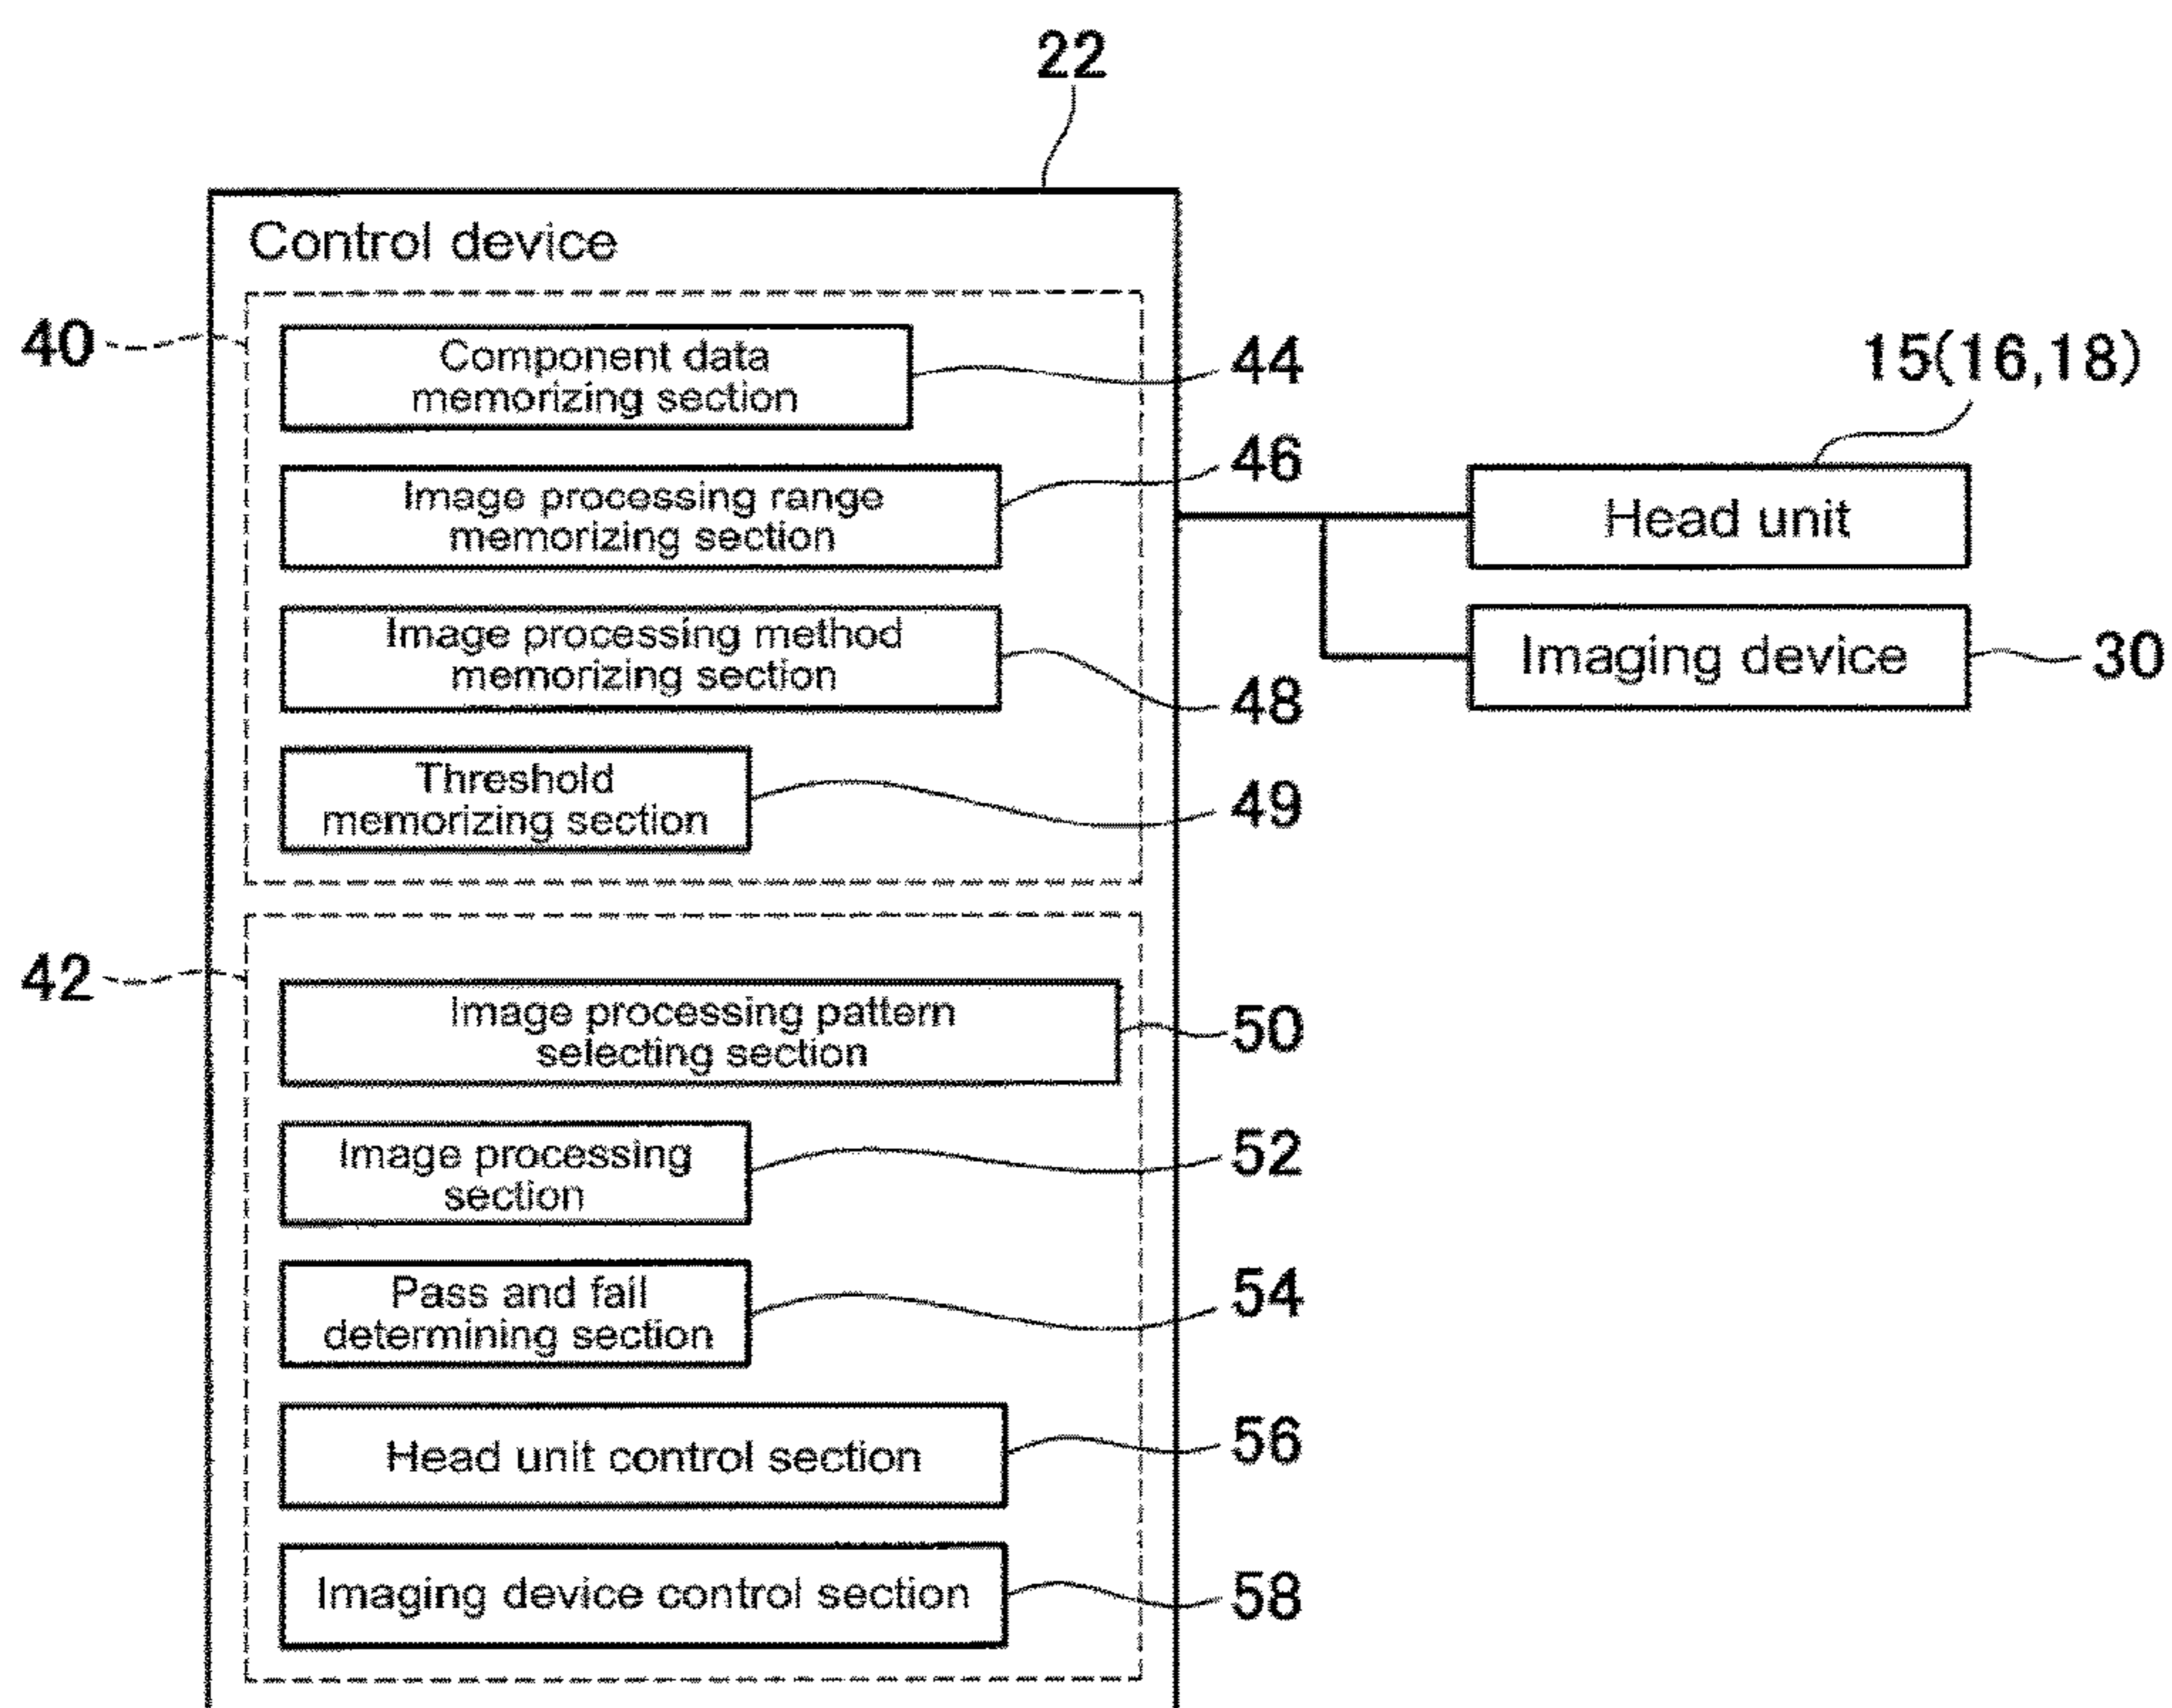 22
Control device
40
Component data
memorizing section
44
Image processing range
memorizing section
46
Image processing method
memorizing section
48
Threshold
memorizing section
49
42
Image processing pattern
selecting section
50
Image processing
section
52
Pass and fail
determining section
54
Head unit control section
56
Imaging device control section
58
15(16,18)
Head unit
Imaging device
30